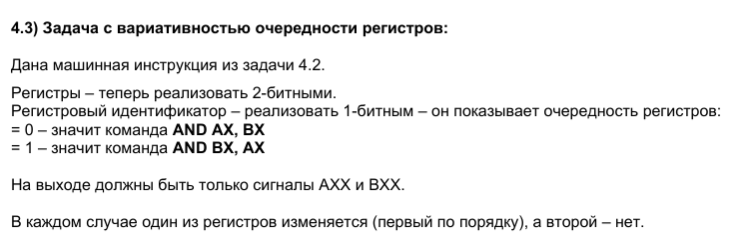 4.3) Задача с вариативностью очередности регистров:
Дана машинная инструкция из задачи 4.2.
Регистры – теперь реализовать 2-битными.
Регистровый идентификатор – реализовать 1-битным – он показывает очередность регистров:
= 0 – значит команда AND AX, BX
= 1 – значит команда AND BX, AX
На выходе должны быть только сигналы AXX и BXX.
В каждом случае один из регистров изменяется (первый по порядку), а второй – нет.